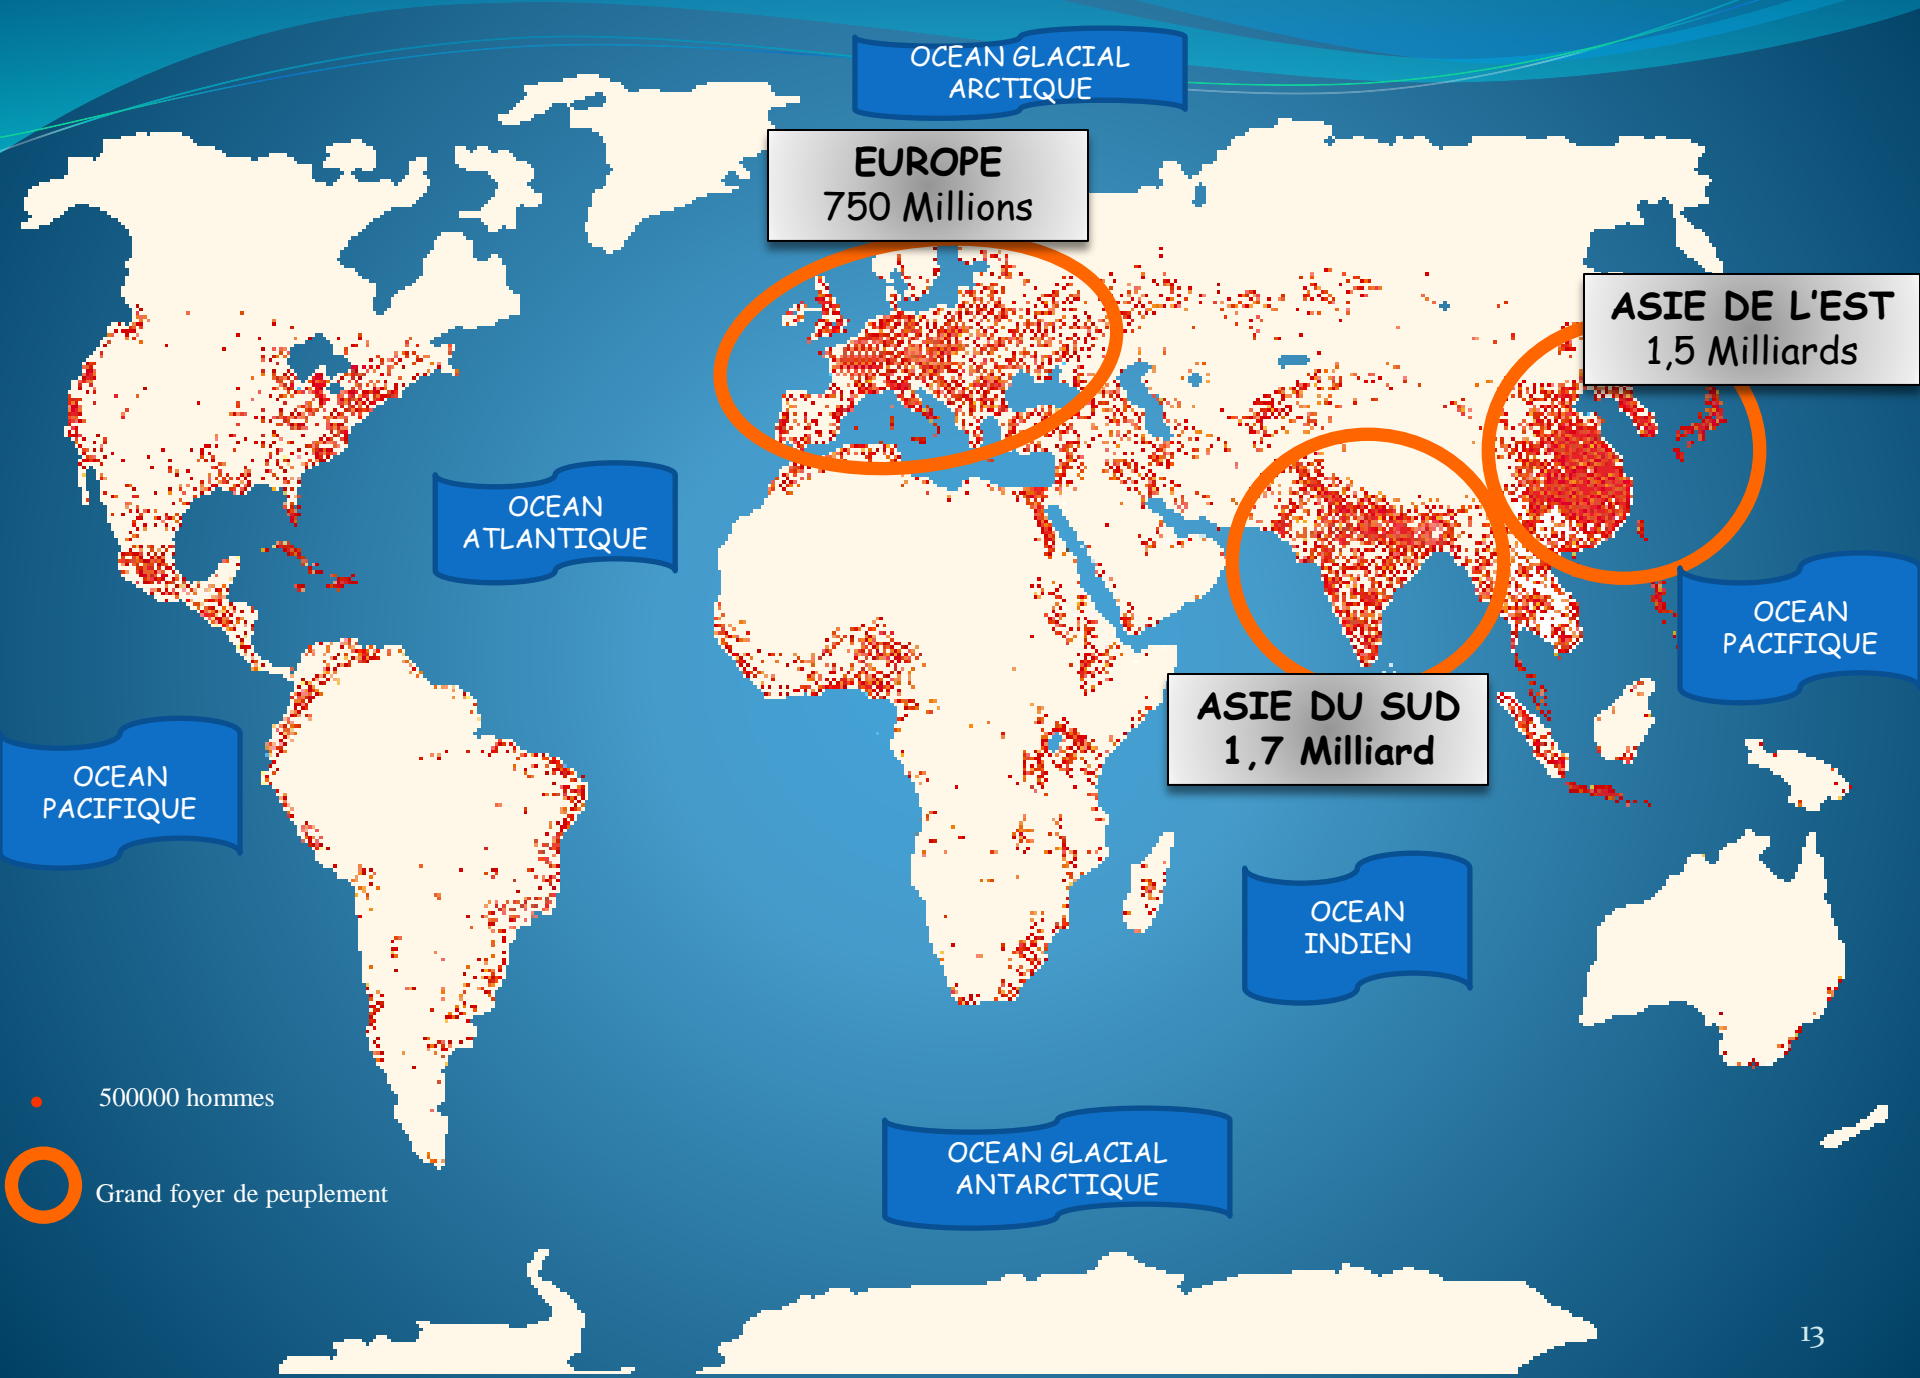 OCEAN GLACIAL
ARCTIQUE
EUROPE
750 Millions
ASIE DE L'EST
1,5 Milliards
OCEAN
ATLANTIQUE
OCEAN
PACIFIQUE
ASIE DU SUD
1,7 Milliard
OCEAN
PACIFIQUE
OCEAN
INDIEN
500000 hommes
OCEAN GLACIAL
ANTARCTIQUE
Grand foyer de peuplement
13